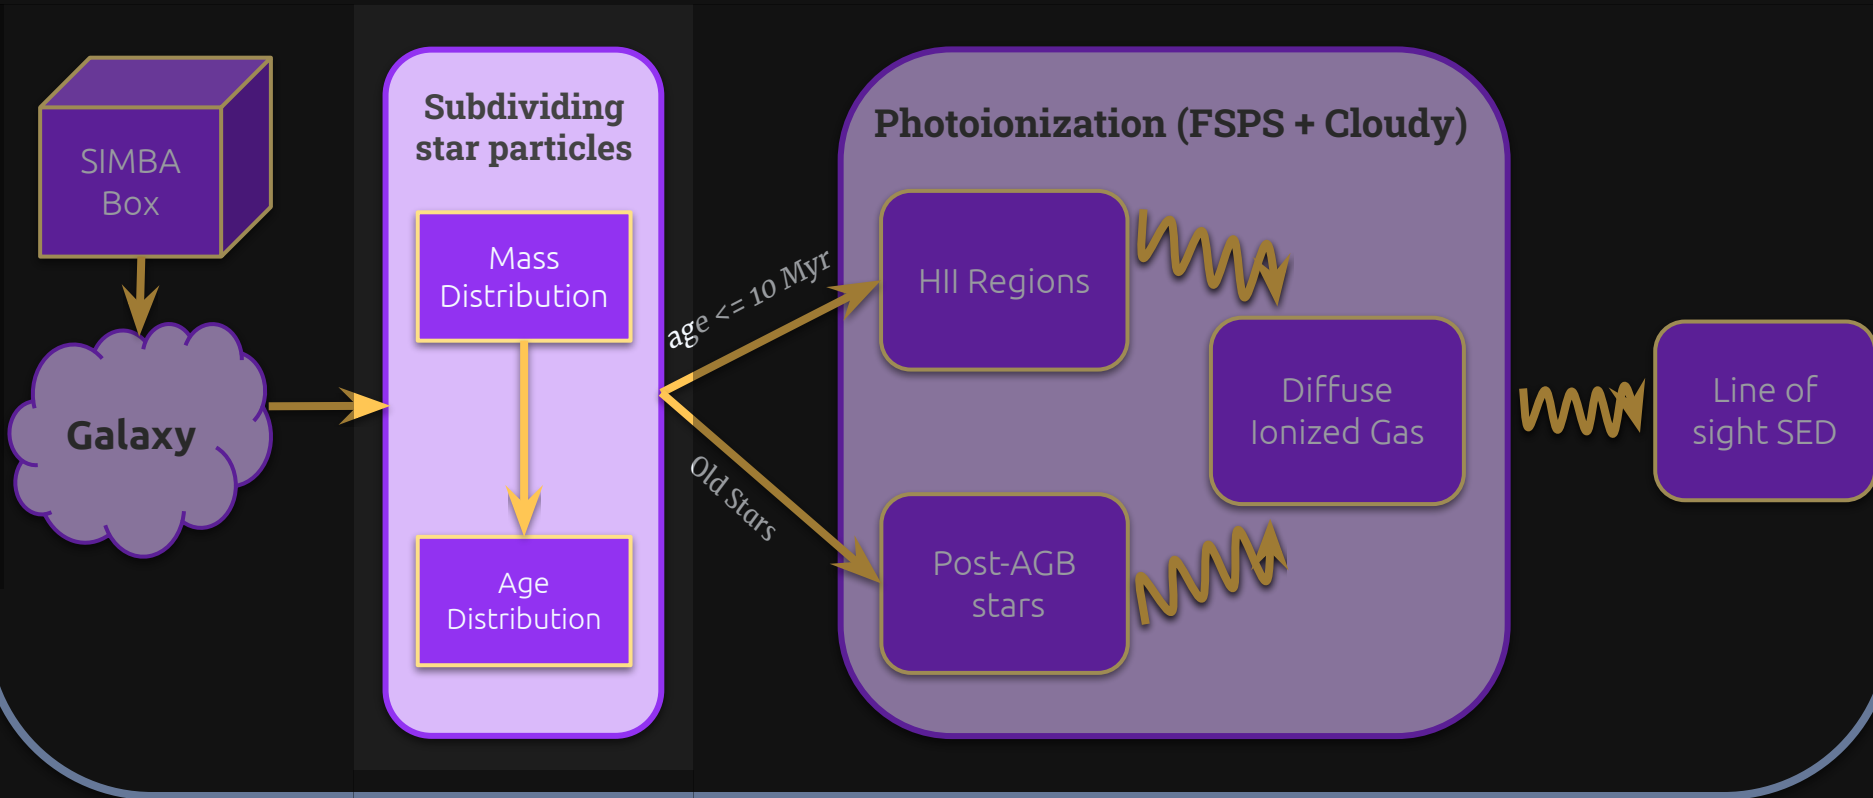 SIMBA
Box
Galaxy
Subdividing
star particles
Mass
Distribution
Age
Distribution
age <= 10 Myr
Old Stars
Photoionization (FSPS + Cloudy)
HII Regions
Diffuse
Ionized Gas
Post-AGB
stars
Line of
sight SED